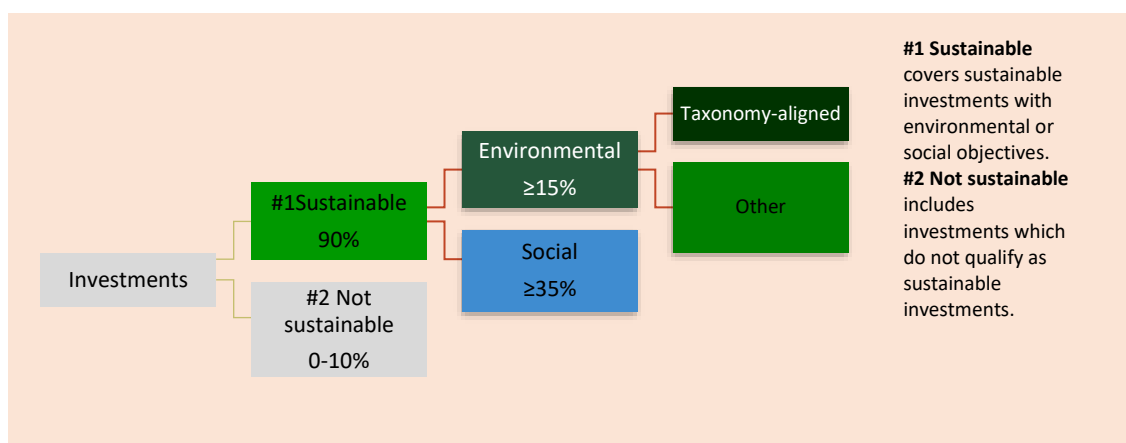 Investments
#1Sustainable
90%
#2 Not
sustainable
0-10%
Environmental
≥15%
Social
≥35%
Taxonomy-aligned
Other
#1 Sustainable
covers sustainable
investments with
environmental or
social objectives.
#2 Not sustainable
includes
investments which
do not qualify as
sustainable
investments.